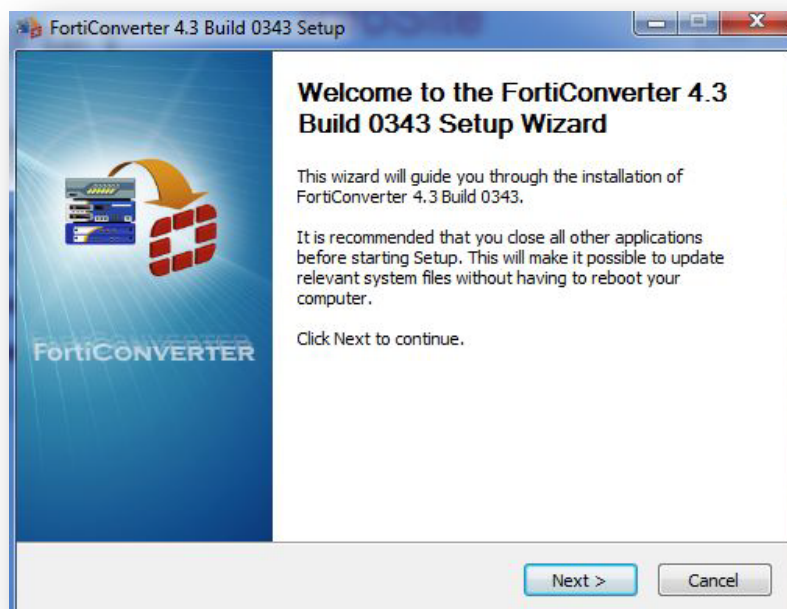 FortiConverter 4.3 Build 0343 Setup
Welcome to the FortiConverter 4.3
Build 0343 Setup Wizard
This wizard will guide you through the installation of
FortiConverter 4.3 Build 0343.
It is recommended that you close all other applications
before starting Setup. This will make it possible to update
relevant system files without having to reboot your
computer.
Click Next to continue.
FORTICONVERTER
Next >
Cancel